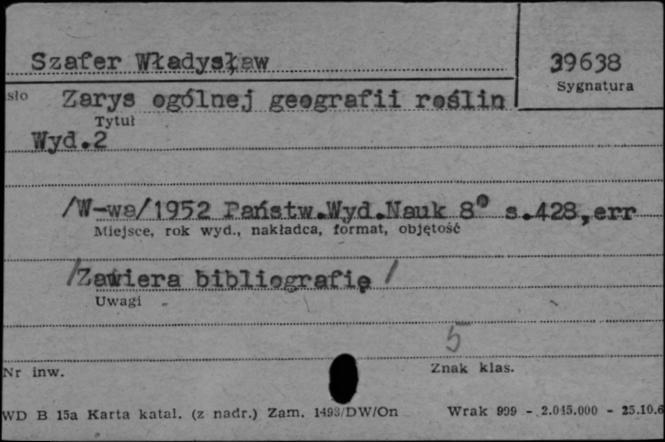 Szafer Władysław
39638
Sygnatura
sło Zarys ogólnej geografii roślin
Tytuł
Wyd.2
/W-wa/1952 Państw.Wyd.Nauk 8° s.428,err
Miejsce, rok wyd., nakładca, format, objętość
/Zawiera bibliografię /
Uwagi
5
Nr inw.
Znak klas.
WD B 15a Karta katal. (z nadr.) Zam. 1493/DW/On Wrak 999 - 2.045.000 - 25.10.6